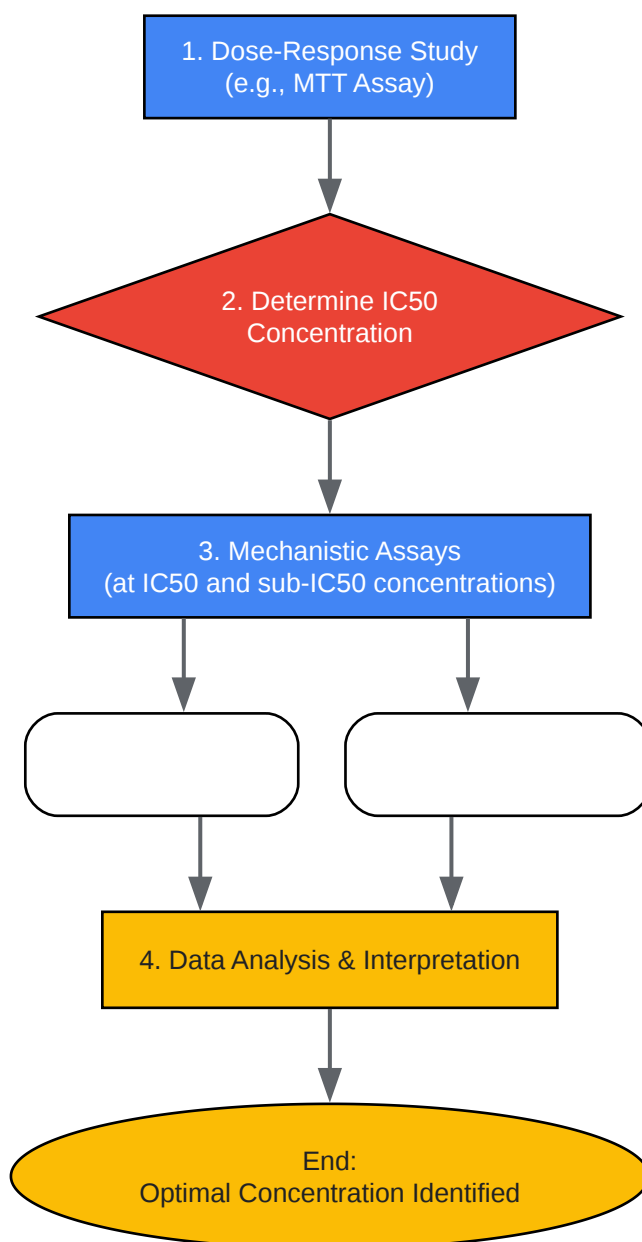 1. Dose-Response Study
(e.g., MTT Assay)
2. Determine IC50
Concentration
3. Mechanistic Assays
(at IC50 and sub-IC50 concentrations)
4. Data Analysis & Interpretation
End:
Optimal Concentration Identified